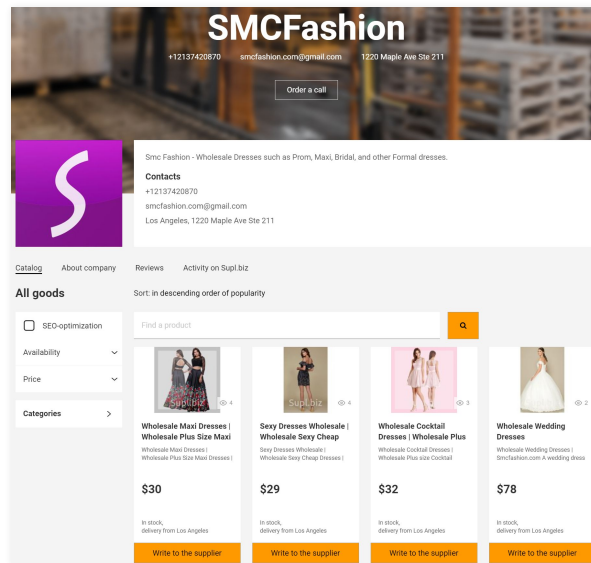 SMCFashion
+12137420870 smcfashion.com@gmail.com 1220 Maple Ave Ste 211
Order a call
S
Smc Fashion - Wholesale Dresses such as Prom, Maxi, Bridal, and other Formal dresses.
Contacts
+12137420870
smcfashion.com@gmail.com
Los Angeles, 1220 Maple Ave Ste 211
Catalog About company Reviews Activity on Supl.biz
All goods
Sort: in descending order of popularity
SEO-optimization
Find a product
Availability
Price
Categories
Supl.biz
4
Wholesale Maxi Dresses |
Wholesale Plus Size Maxi
Wholesale Maxi Dresses |
Wholesale Plus Size Maxi Dresses |
$30
In stock,
delivery from Los Angeles
Write to the supplier
Supl.biz
4
Sexy Dresses Wholesale |
Wholesale Sexy Cheap
Sexy Dresses Wholesale |
Wholesale Sexy Cheap Dresses |
$29
In stock,
delivery from Los Angeles
Write to the supplier
3
Wholesale Cocktail
Dresses | Wholesale Plus
Wholesale Cocktail Dresses |
Wholesale Plus size Cocktail
$32
In stock,
delivery from Los Angeles
Write to the supplier
2
Wholesale Wedding
Dresses
Wholesale Wedding Dresses |
Smcfashion.com A wedding dress
$78
In stock,
delivery from Los Angeles
Write to the supplier